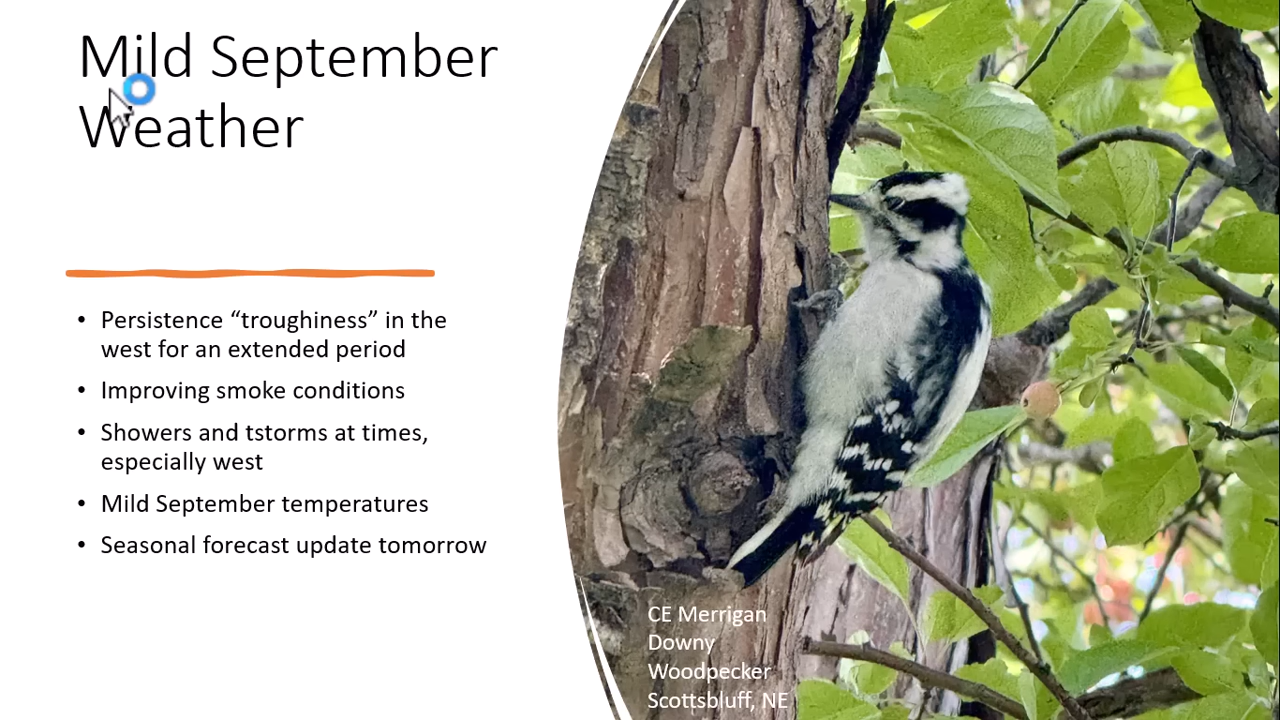 Mild September
Weather
• Persistence “troughiness” in the
west for an extended period
• Improving smoke conditions
• Showers and tstorms at times,
especially west
• Mild September temperatures
• Seasonal forecast update tomorrow
CE Merrigan
Downy
Woodpecker
Scottsbluff, NE